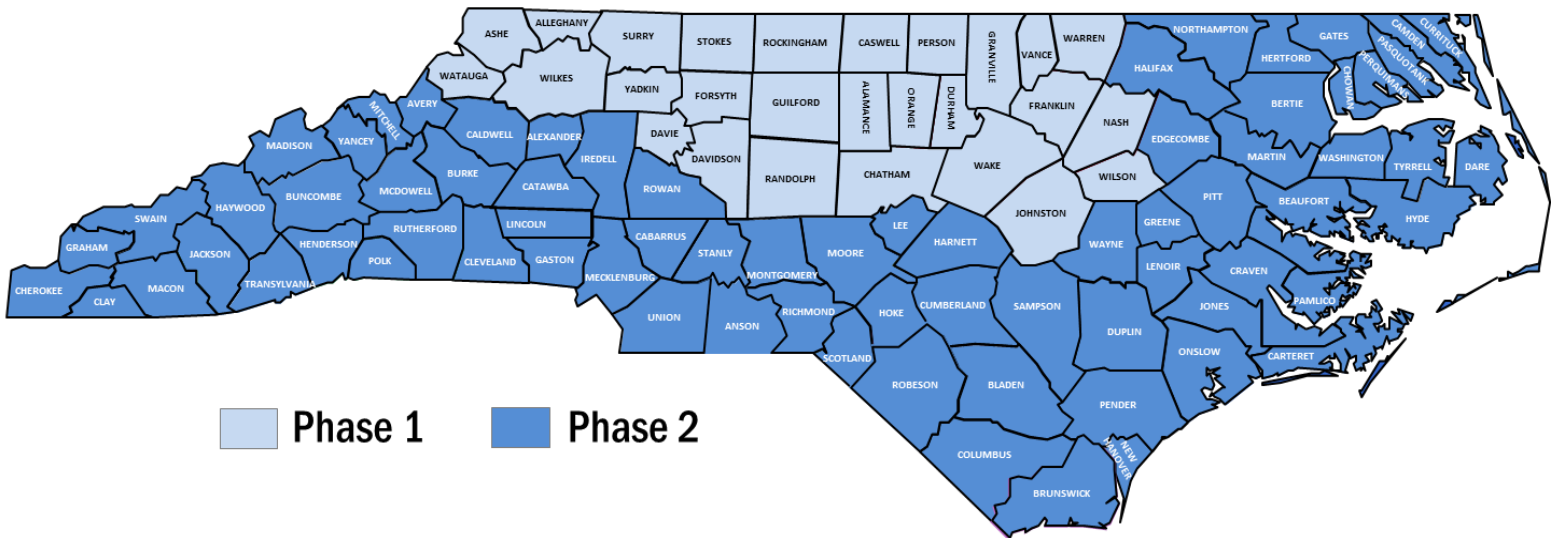 ALLEGHANY
ASHE
SURRY
STOKES
ROCKINGHAM
CASWELL
PERSON
GRANVILLE
VANCE
WARREN
NORTHAMPTON
GATES
CAMDEN
CURRITUCK
PASQUOTANK
PERQUIMANS
CHOWAN
HERTFORD
HALIFAX
WATAUGA
WILKES
YADKIN
FORSYTH
GUILFORD
ALAMANCE
ORANGE
DURHAM
FRANKLIN
NASH
BERTIE
EDGECOMBE
AVERY
MITCHELL
YANCEY
MADISON
CALDWELL
ALEXANDER
IREDELL
DAVIE
DAVIDSON
RANDOLPH
CHATHAM
WAKE
WILSON
MARTIN
WASHINGTON
TYRRELL
DARE
BUNCOMBE
MCDOWELL
BURKE
CATAWBA
ROWAN
JOHNSTON
PITT
BEAUFORT
HYDE
HAYWOOD
SWAIN
GRAHAM
JACKSON
HENDERSON
RUTHERFORD
LINCOLN
CABARRUS
STANLY
MOORE
LEE
HARNETT
WAYNE
GREENE
LENOIR
CRAVEN
CHEROKEE
CLAY
MACON
TRANSYLVANIA
POLK
CLEVELAND
GASTON
MECKLENBURG
MONTGOMERY
UNION
ANSON
RICHMOND
HOKE
CUMBERLAND
SAMPSON
DUPLIN
JONES
PAMLICO
SCOTLAND
ROBESON
BLADEN
ONSLOW
CARTERET
PENDER
COLUMBUS
NEW
HANOVER
BRUNSWICK
Phase 1
Phase 2